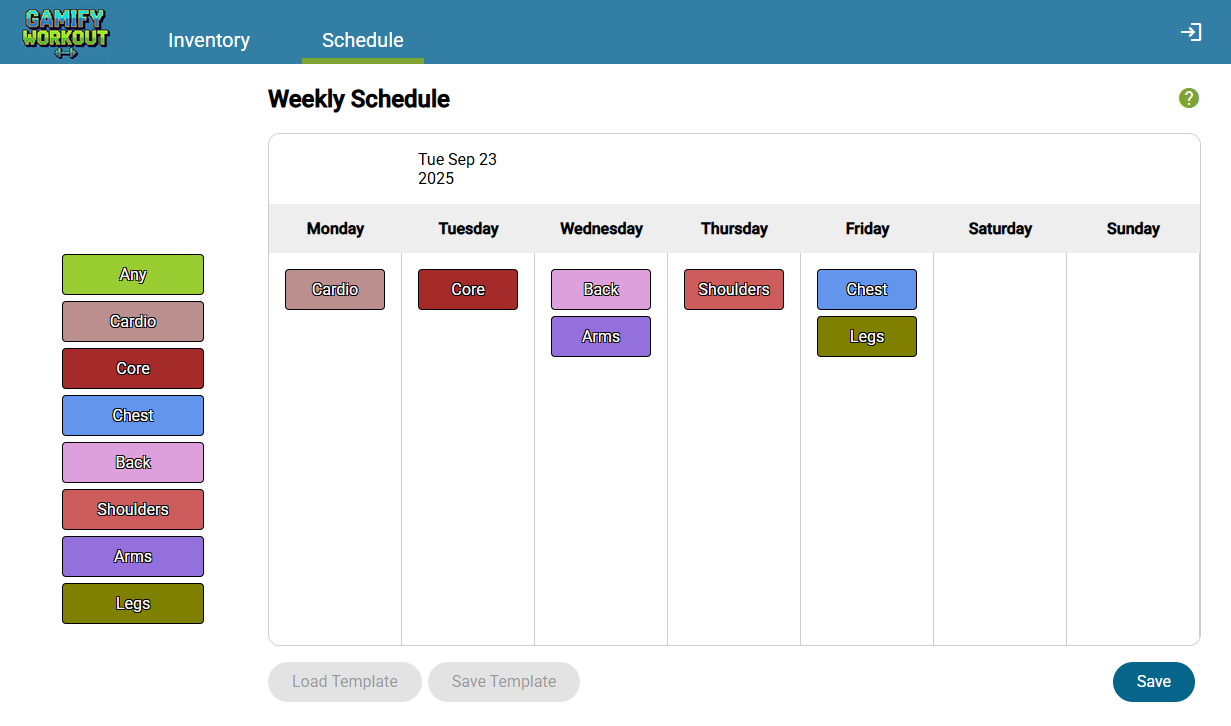 GAMIFY
WORKOUT
Inventory
Schedule
Weekly Schedule
?
Tue Sep 23
2025
Monday
Tuesday
Wednesday
Thursday
Friday
Saturday
Sunday
Any
Cardio
Core
Chest
Back
Shoulders
Arms
Legs
Cardio
Core
Back
Arms
Shoulders
Chest
Legs
Load Template
Save Template
Save